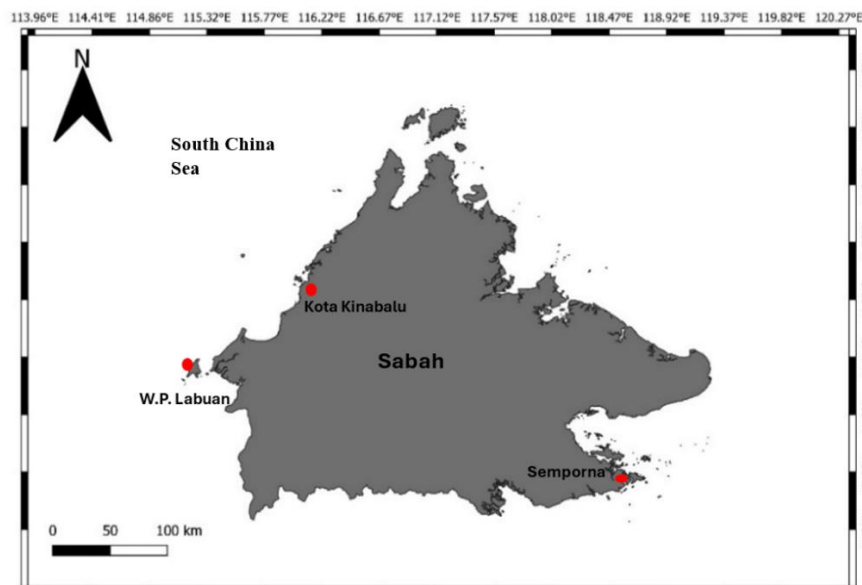 113.96°E 114.41°E 114.86°E 115.32°E 115.77°E 116.22°E 116.67°E 117.12°E 117.57°E 118.02°E 118.47°E 118.92°E 119.37°E 119.82°E 120.27°E
N
South China
Sea
Kota Kinabalu
Sabah
W.P. Labuan
Semporna
0 50 100 km